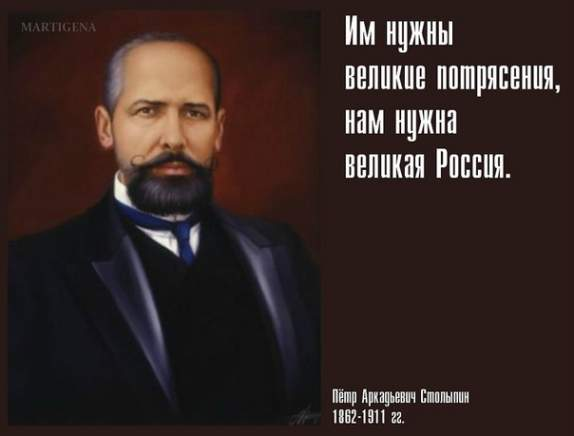 MARTIGENA
Им нужны
великие потрясения,
нам нужна
великая Россия.
Пётр Аркадьевич Столыпин
1862-1911 гг.